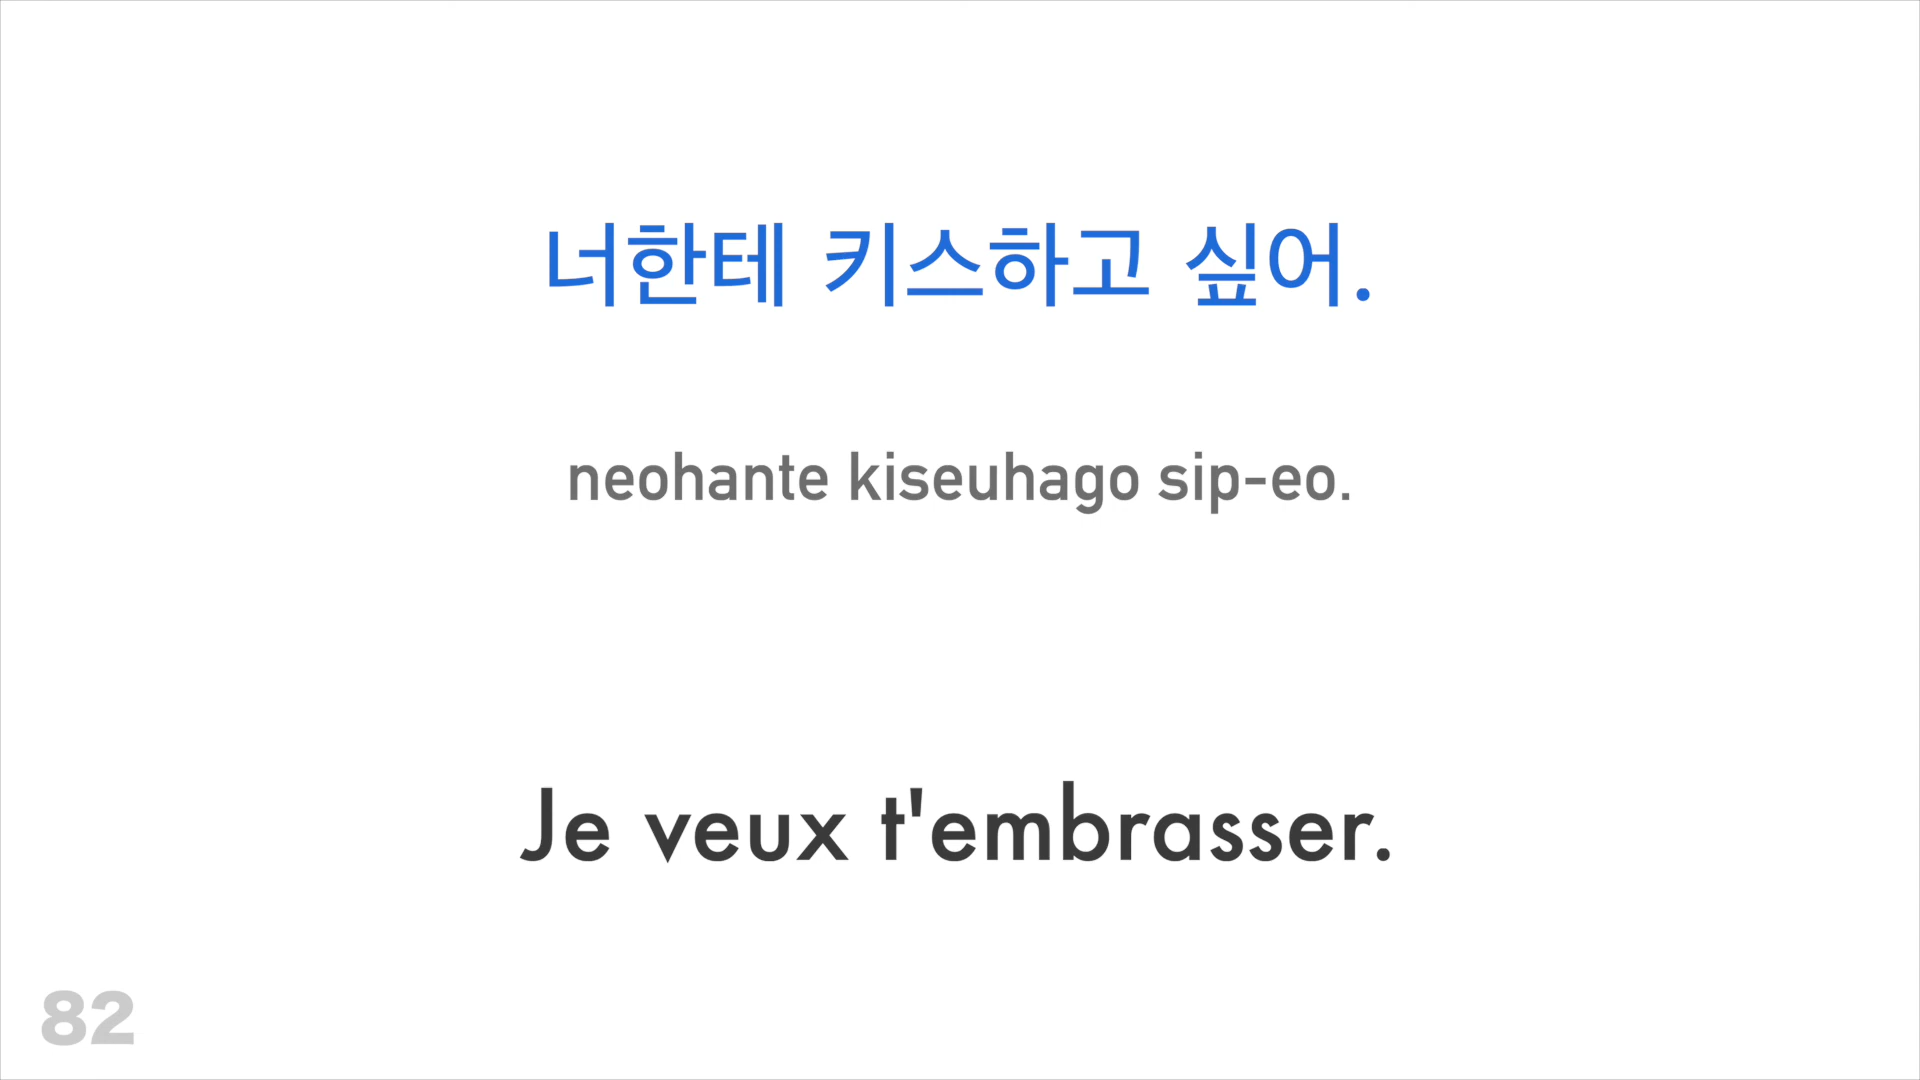 너한테 키스하고 싶어.
neohante kiseuhago sip-eo.
Je veux t'embrasser.
82